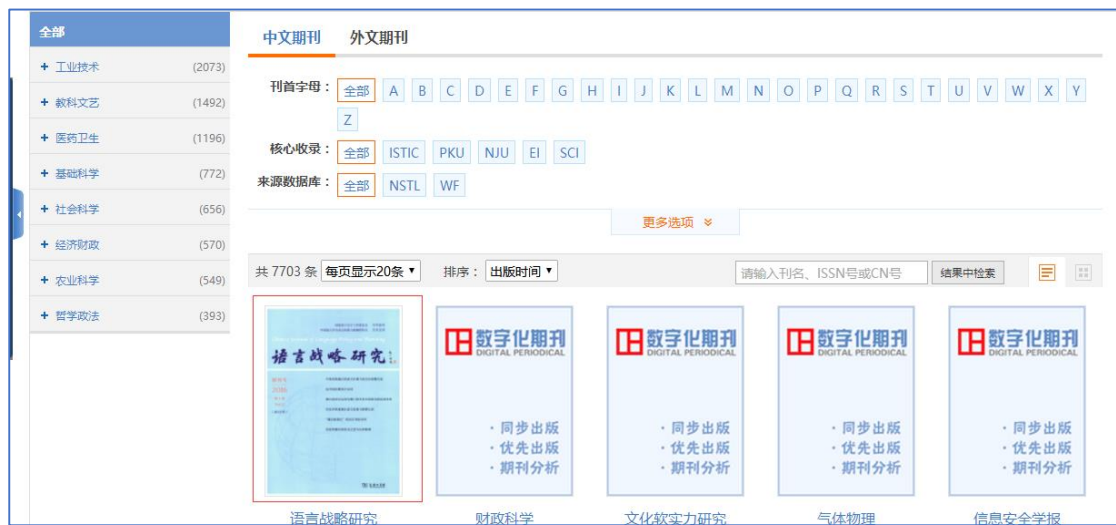 全部
+ 工业技术 (2073)
+ 教科文艺 (1492)
+ 医药卫生 (1196)
+ 基础科学 (772)
+ 社会科学 (656)
+ 经济财政 (570)
+ 农业科学 (549)
+ 哲学政法 (393)
中文期刊 外文期刊
刊首字母： 全部 A B C D E F G H I J K L M N O P Q R S T U V W X Y
Z
核心收录： 全部 ISTIC PKU NJU EI SCI
来源数据库： 全部 NSTL WF
更多选项
共 7703 条 每页显示20条 排序： 出版时间 请输入刊名、ISSN号或CN号 结果中检索
语言战略研究
数字化期刊
DIGITAL PERIODICAL
· 同步出版
· 优先出版
· 期刊分析
数字化期刊
DIGITAL PERIODICAL
· 同步出版
· 优先出版
· 期刊分析
数字化期刊
DIGITAL PERIODICAL
· 同步出版
· 优先出版
· 期刊分析
数字化期刊
DIGITAL PERIODICAL
· 同步出版
· 优先出版
· 期刊分析
语言战略研究 财政科学 文化软实力研究 气体物理 信息安全学报